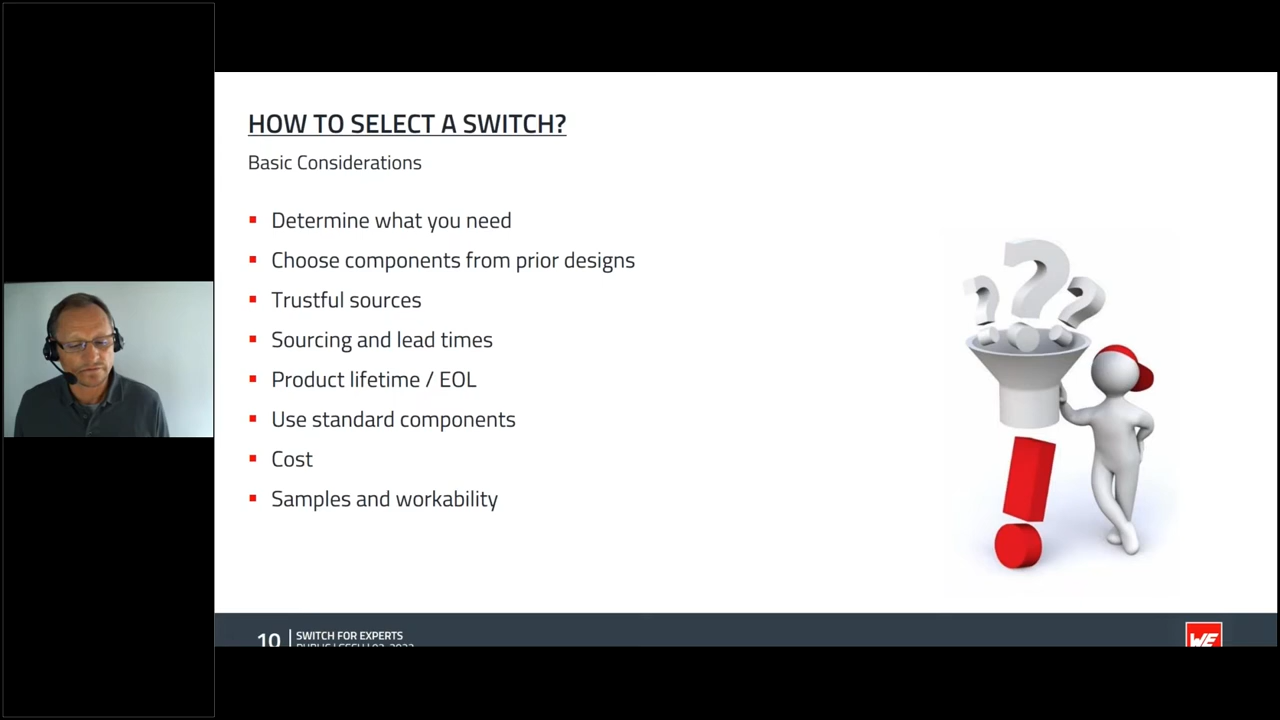 HOW TO SELECT A SWITCH?
Basic Considerations
Determine what you need
Choose components from prior designs
Trustful sources
Sourcing and lead times
Product lifetime / EOL
Use standard components
Cost
Samples and workability
10
SWITCH FOR EXPERTS
WE